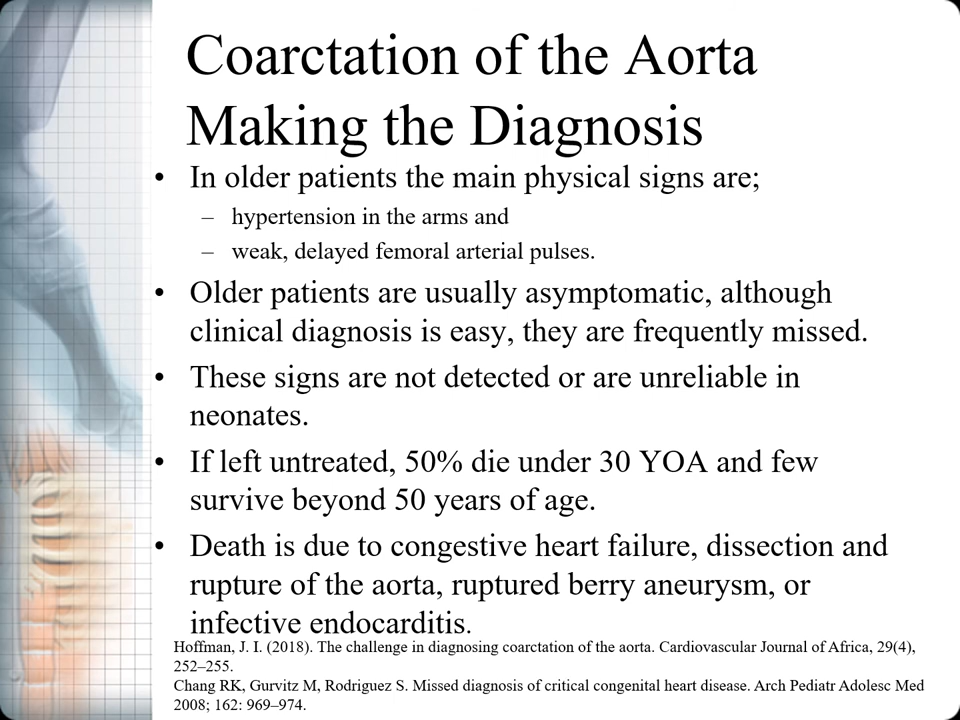 Coarctation of the Aorta
Making the Diagnosis
• In older patients the main physical signs are;
– hypertension in the arms and
– weak, delayed femoral arterial pulses.
• Older patients are usually asymptomatic, although
clinical diagnosis is easy, they are frequently missed.
• These signs are not detected or are unreliable in
neonates.
• If left untreated, 50% die under 30 YOA and few
survive beyond 50 years of age.
• Death is due to congestive heart failure, dissection and
rupture of the aorta, ruptured berry aneurysm, or
infective endocarditis.
Hoffman, J. I. (2018). The challenge in diagnosing coarctation of the aorta. Cardiovascular Journal of Africa, 29(4),
252–255.
Chang RK, Gurvitz M, Rodriguez S. Missed diagnosis of critical congenital heart disease. Arch Pediatr Adolesc Med
2008; 162: 969–974.